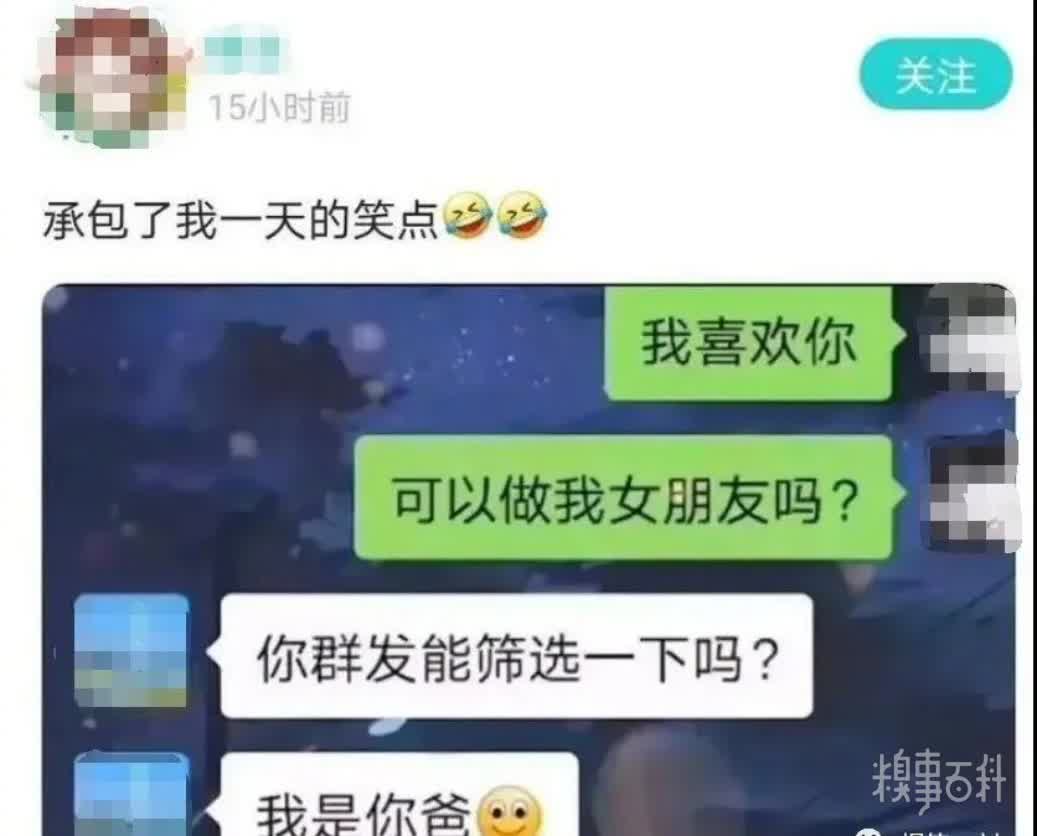 关注
15小时前
承包了我一天的笑点🤣🤣
我喜欢你
可以做我女朋友吗？
你群发能筛选一下吗？
我是你爸🙂
糗事百科